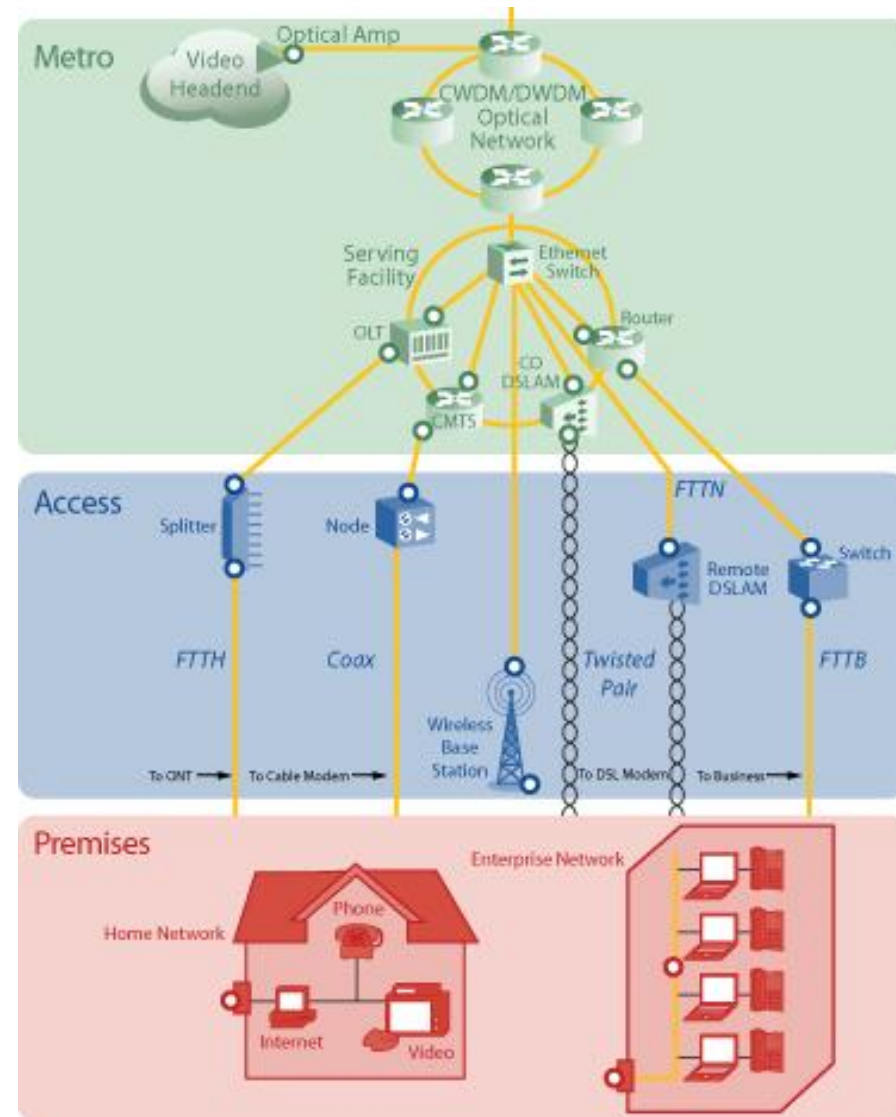 Metro
Optical Amp
Video
Headend
CWDM/DWDM
Optical
Network
Serving
Facility
Ethernet
Switch
OLT
Router
CO
DSLAM
CMTS
Access
Splitter
Node
FTTN
Remote
DSLAM
Switch
FTTH
Coax
Twisted
Pair
FTTB
Wireless
Base
Station
To ONT
To Cable Modem
To DSL Modem
To Business
Premises
Enterprise Network
Home Network
Phone
Internet
Video